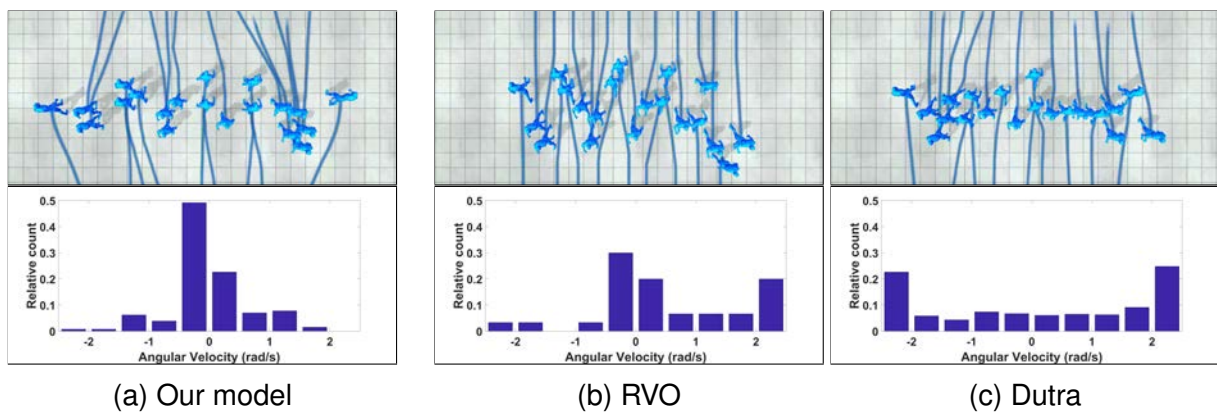 0.5
0.4
0.3
0.2
0.1
0
Relative count
-2 -1 0 1 2
Angular Velocity (rad/s)
(a) Our model
0.5
0.4
0.3
0.2
0.1
0
Relative count
-2 -1 0 1 2
Angular Velocity (rad/s)
(b) RVO
0.5
0.4
0.3
0.2
0.1
0
Relative count
-2 -1 0 1 2
Angular Velocity (rad/s)
(c) Dutra